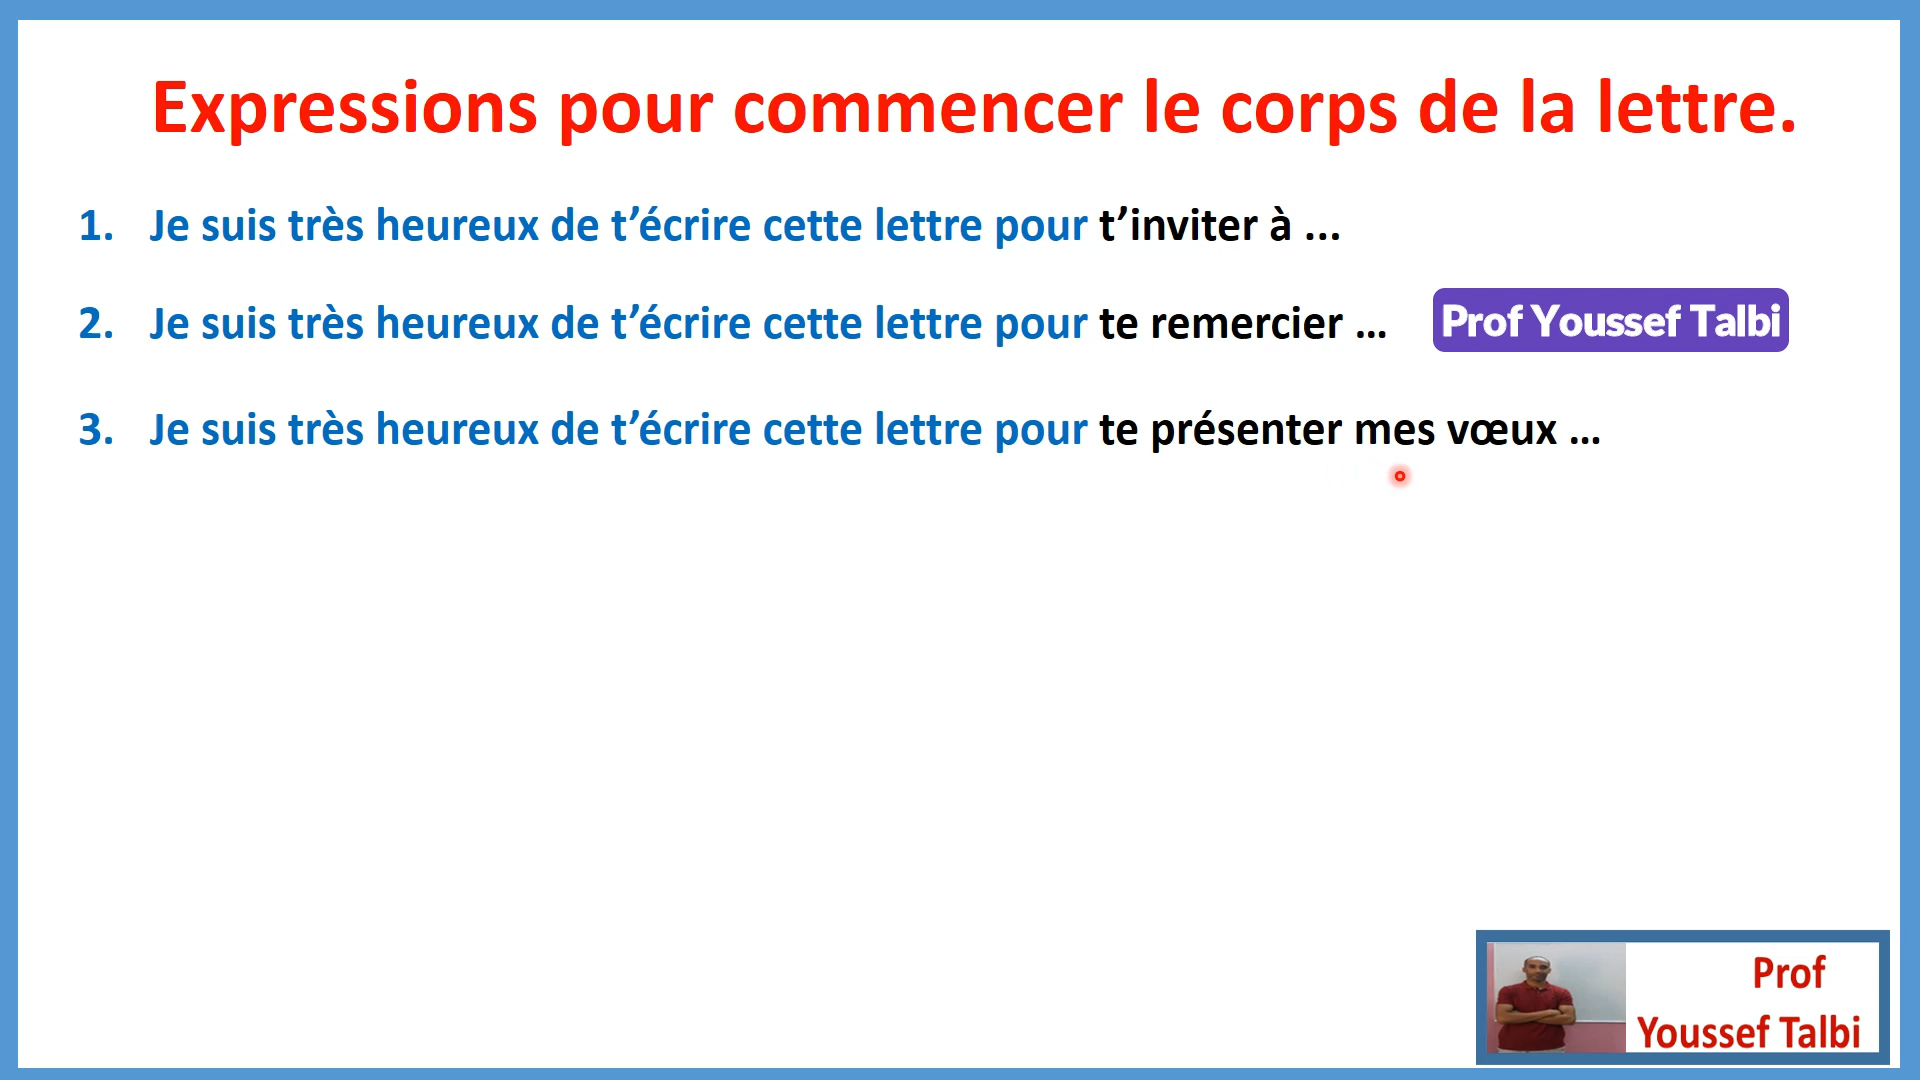 Expressions pour commencer le corps de la lettre.
1. Je suis très heureux de t’écrire cette lettre pour t’inviter à ...
2. Je suis très heureux de t’écrire cette lettre pour te remercier ...
Prof Youssef Talbi
3. Je suis très heureux de t’écrire cette lettre pour te présenter mes vœux ...
Prof
Youssef Talbi